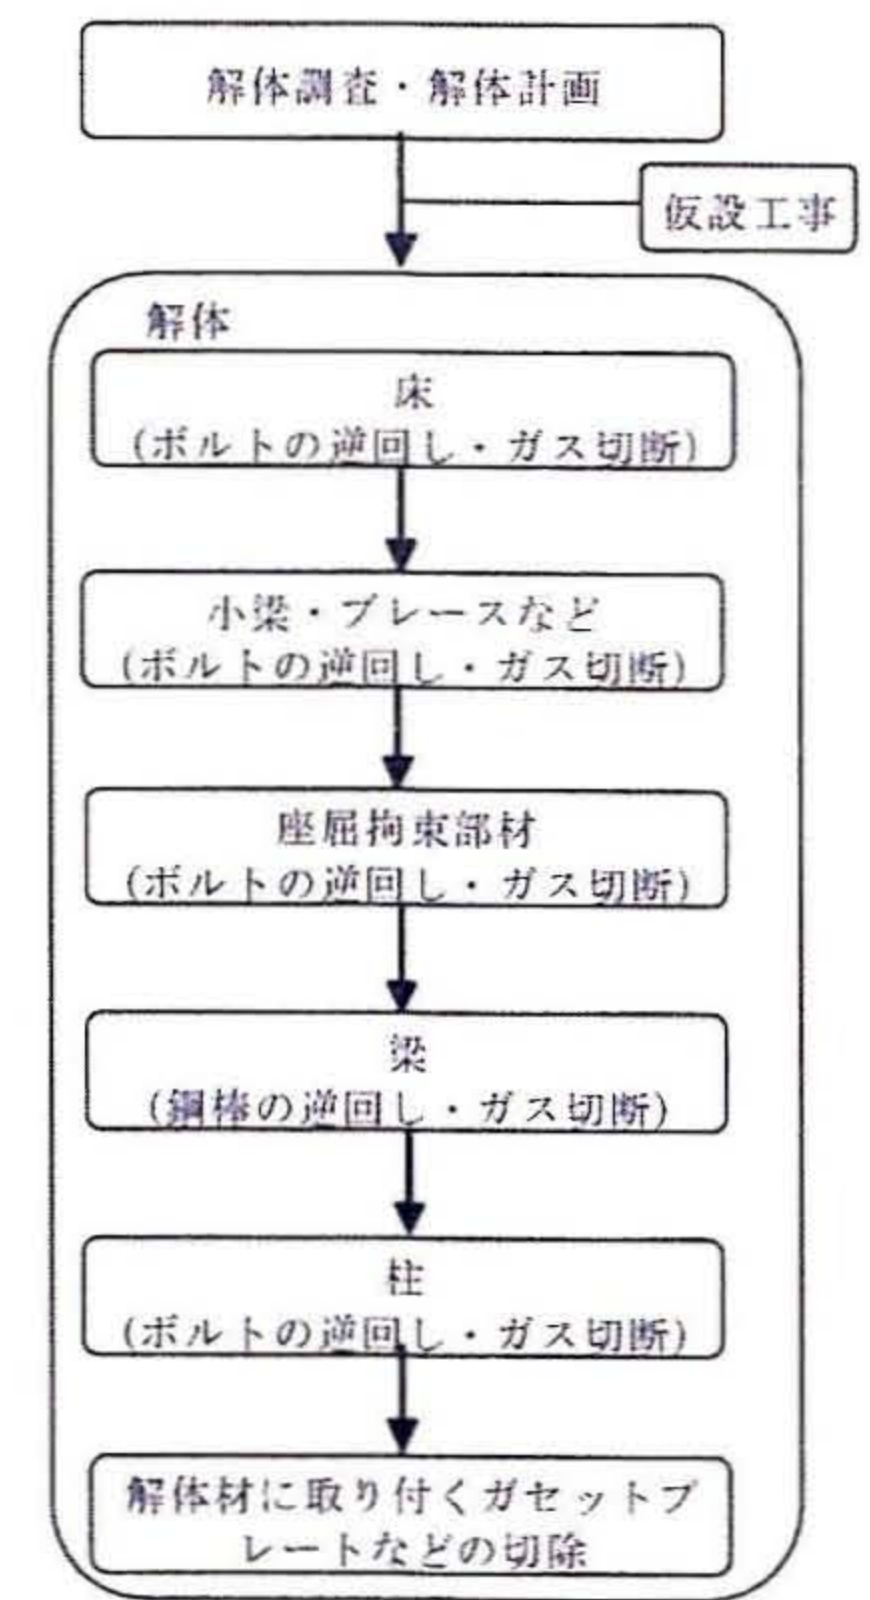 解体調査・解体計画
仮設工事
解体
床
(ボルトの逆回し・ガス切断)
小梁・ブレースなど
(ボルトの逆回し・ガス切断)
座屈拘束部材
(ボルトの逆回し・ガス切断)
梁
(鋼棒の逆回し・ガス切断)
柱
(ボルトの逆回し・ガス切断)
解体材に取り付くガセットプ
レートなどの切除